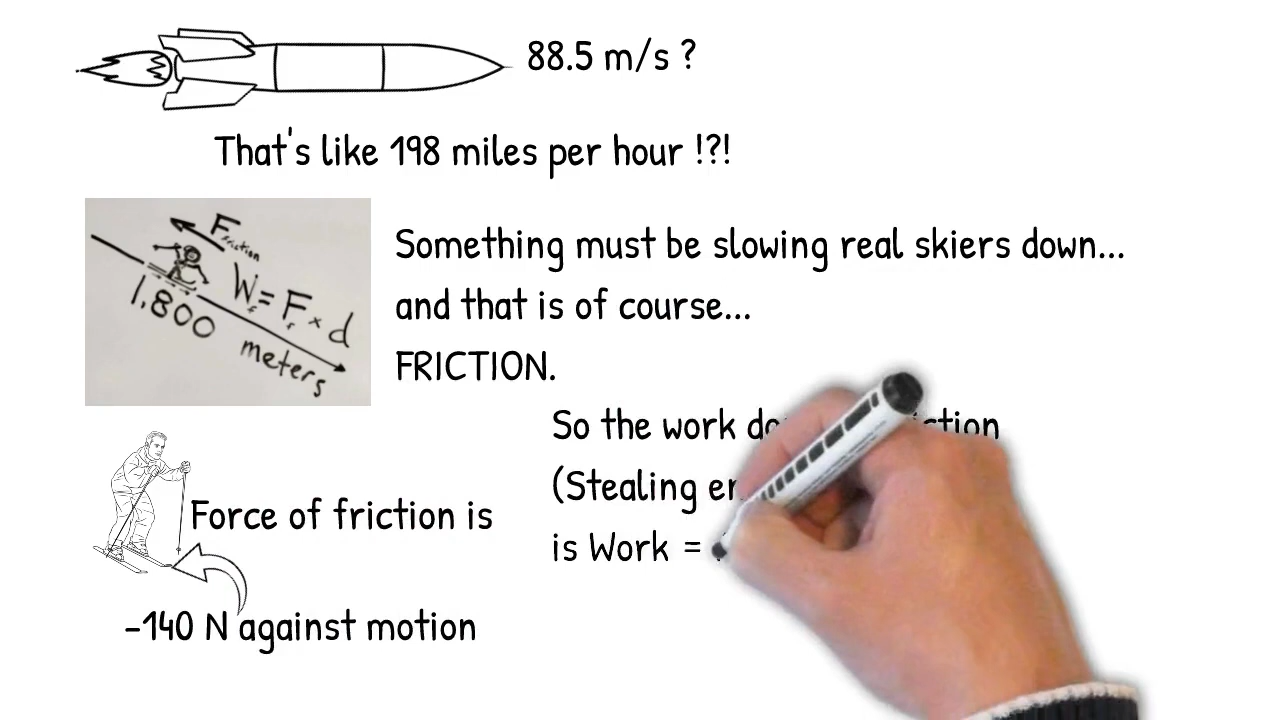 88.5 m/s ?
That's like 198 miles per hour !?!
F friction
W = F × d
1,800 meters
Something must be slowing real skiers down...
and that is of course...
FRICTION.
So the work
(Stealing
is Work =
Force of friction is
-140 N against motion